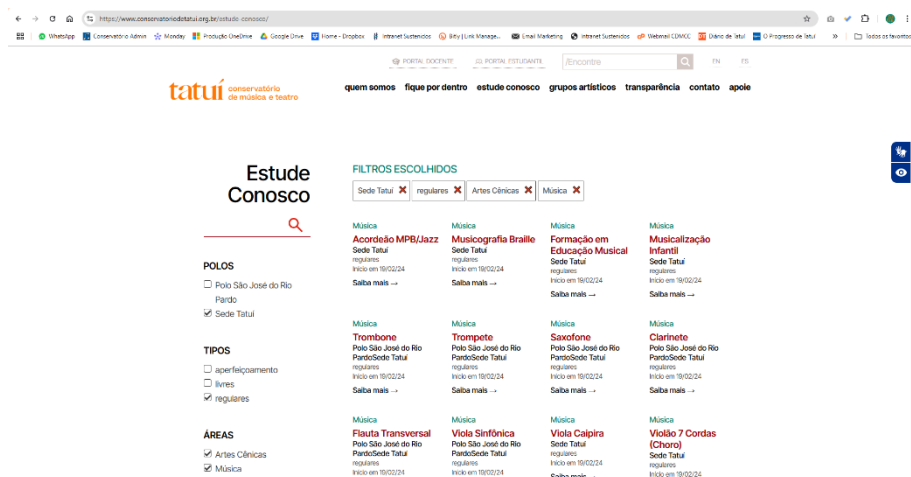 https://www.conservatoriodetatui.org.br/estude-conosco/
WhatsApp Conservatório Admin Monday Produção OneDrive Google Drive Home - Dropbox Intranet Sustenidos Bitly | Link Manage... Email Marketing Intranet Sustenidos Webmail CDMCC Diário de Tatuí O Progresso de Tatuí » Todos os favoritos
PORTAL DOCENTE PORTAL ESTUDANTE /Encontre EN ES
tatuí conservatório
de música e teatro
quem somos fique por dentro estude conosco grupos artísticos transparência contato apoie
Estude
Conosco
POLOS
Polo São José do Rio
Pardo
Sede Tatuí
TIPOS
aperfeiçoamento
livres
regulares
ÁREAS
Artes Cênicas
Música
FILTROS ESCOLHIDOS
Sede Tatuí regulares Artes Cênicas Música
Música
Acordeão MPB/Jazz
Sede Tatuí
regulares
Início em 19/02/24
Saiba mais →
Música
Musicografia Braille
Sede Tatuí
regulares
Início em 19/02/24
Saiba mais →
Música
Formação em
Educação Musical
Sede Tatuí
regulares
Início em 19/02/24
Saiba mais →
Música
Musicalização
Infantil
Sede Tatuí
regulares
Início em 19/02/24
Saiba mais →
Música
Trombone
Polo São José do Rio
PardoSede Tatuí
regulares
Início em 19/02/24
Saiba mais →
Música
Trompete
Polo São José do Rio
PardoSede Tatuí
regulares
Início em 19/02/24
Saiba mais →
Música
Saxofone
Polo São José do Rio
PardoSede Tatuí
regulares
Início em 19/02/24
Saiba mais →
Música
Clarinete
Polo São José do Rio
PardoSede Tatuí
regulares
Início em 19/02/24
Saiba mais →
Música
Flauta Transversal
Polo São José do Rio
PardoSede Tatuí
regulares
Início em 19/02/24
Música
Viola Sinfônica
Polo São José do Rio
PardoSede Tatuí
regulares
Início em 19/02/24
Música
Viola Caipira
Sede Tatuí
regulares
Início em 19/02/24
Saiba mais →
Música
Violão 7 Cordas
(Choro)
Sede Tatuí
regulares
Início em 19/02/24